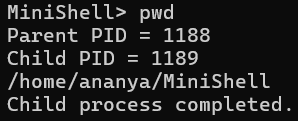 MiniShell> pwd
Parent PID = 1188
Child PID = 1189
/home/ananya/MiniShell
Child process completed.